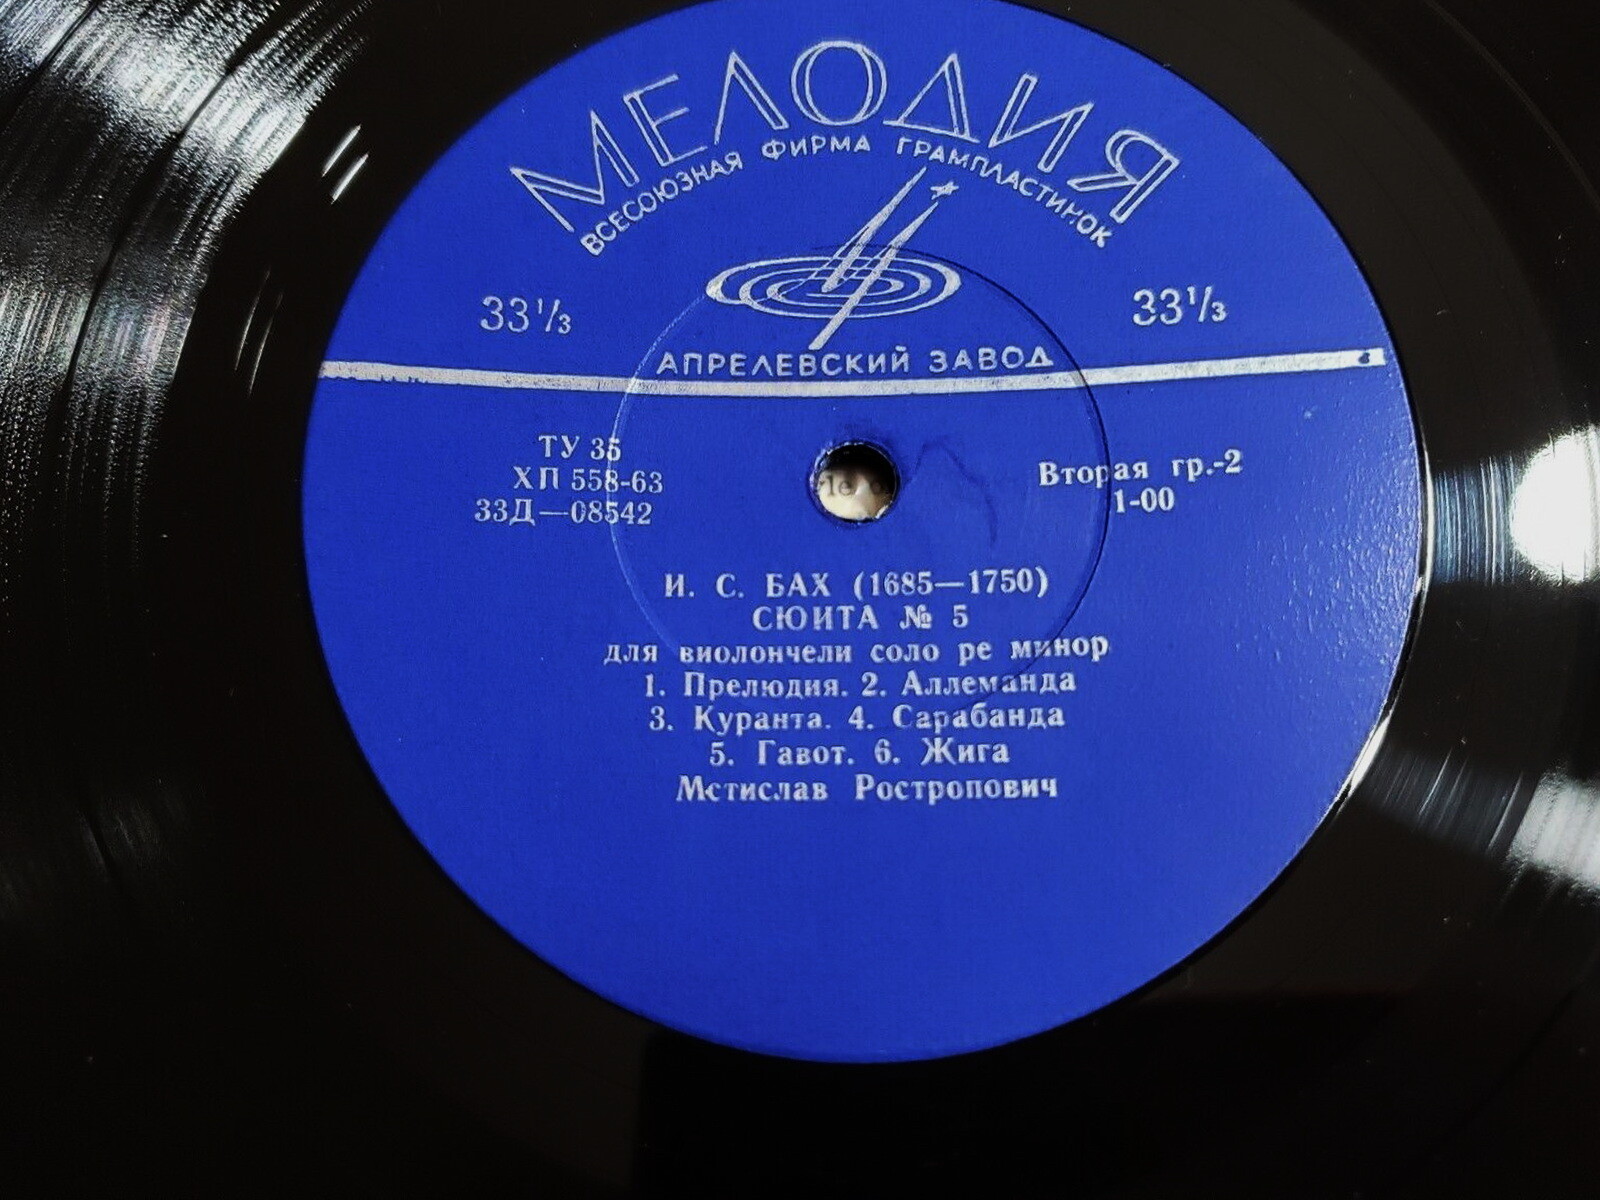 МЕЛОДИЯ
ВСЕСОЮЗНАЯ ФИРМА ГРАМПЛАСТИНОК
33⅓
33⅓
АПРЕЛЕВСКИЙ ЗАВОД
ТУ 35
ХП 558-63
33Д—08542
Вторая гр.-2
1-00
И. С. БАХ (1685—1750)
СЮИТА № 5
для виолончели соло ре минор
1. Прелюдия. 2. Аллеманда
3. Куранта. 4. Сарабанда
5. Гавот. 6. Жига
Мстислав Ростропович